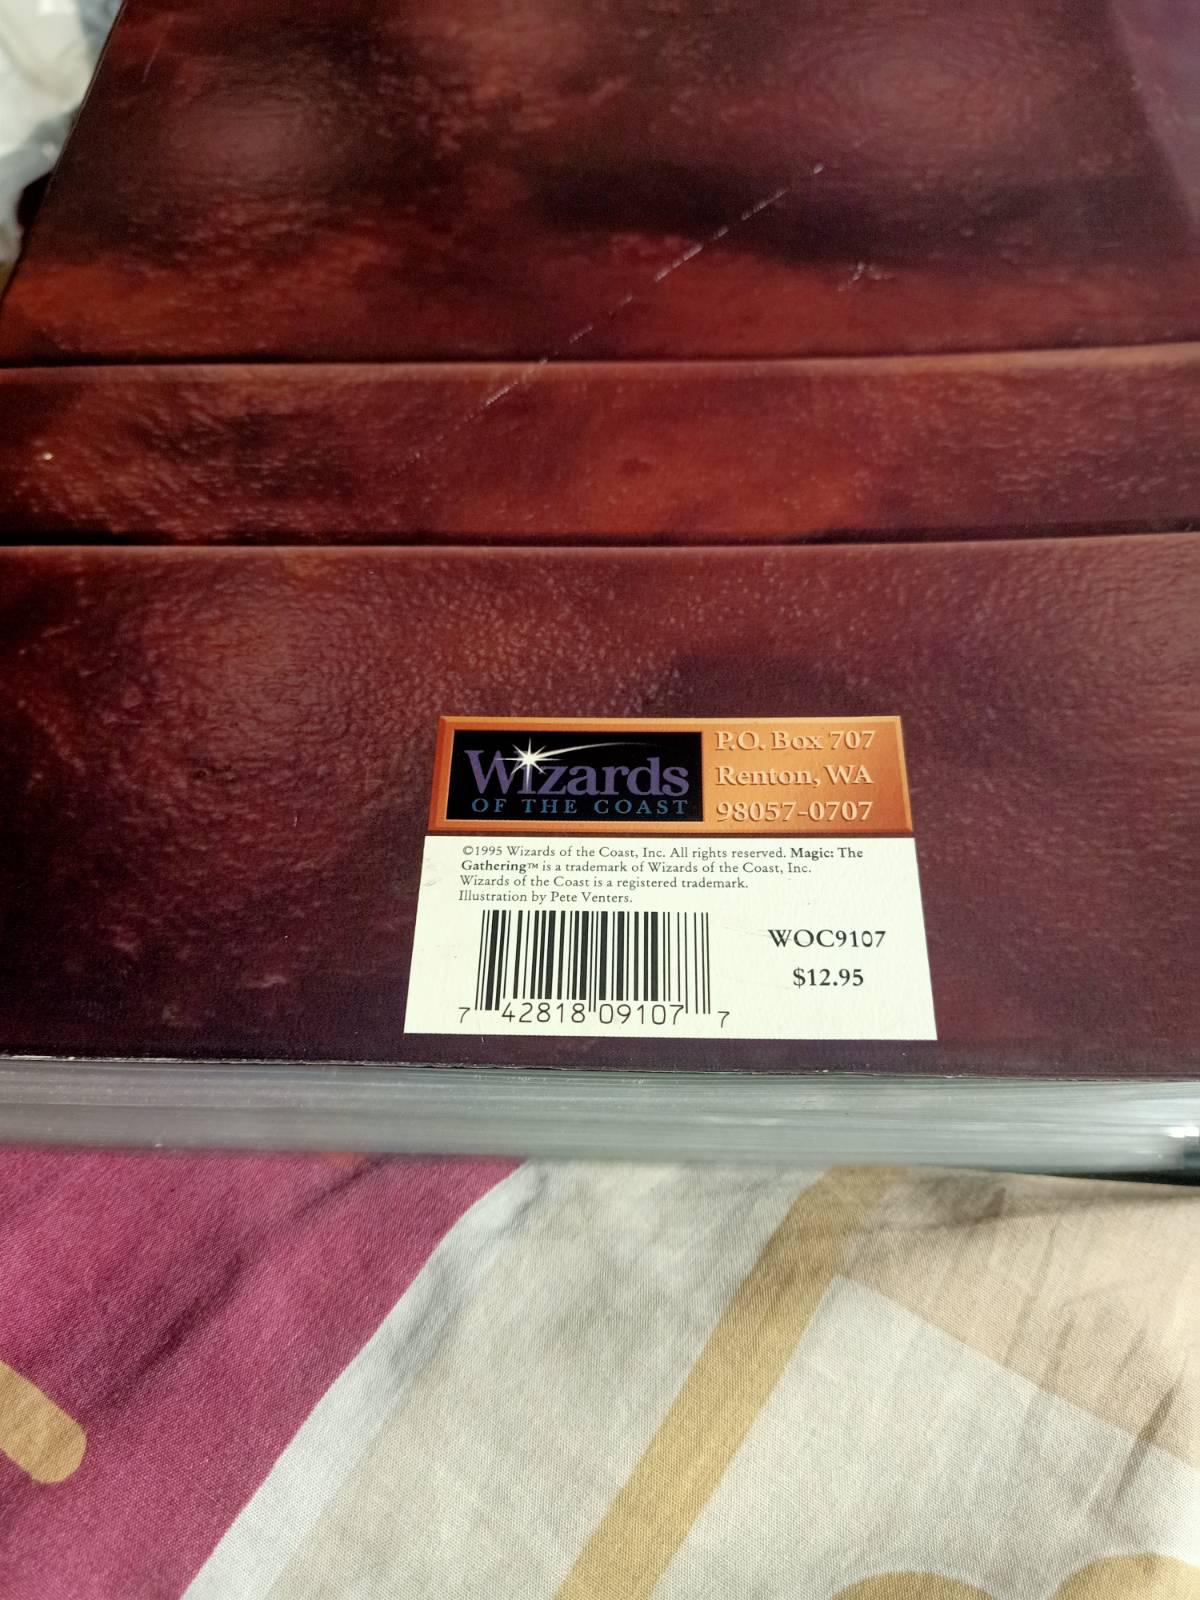 Wizards
OF THE COAST
P.O. Box 707
Renton, WA
98057-0707
©1995 Wizards of the Coast, Inc. All rights reserved. Magic: The
Gathering™ is a trademark of Wizards of the Coast, Inc.
Wizards of the Coast is a registered trademark.
Illustration by Pete Venters.
WOC9107
$12.95
7 42818 09107 7